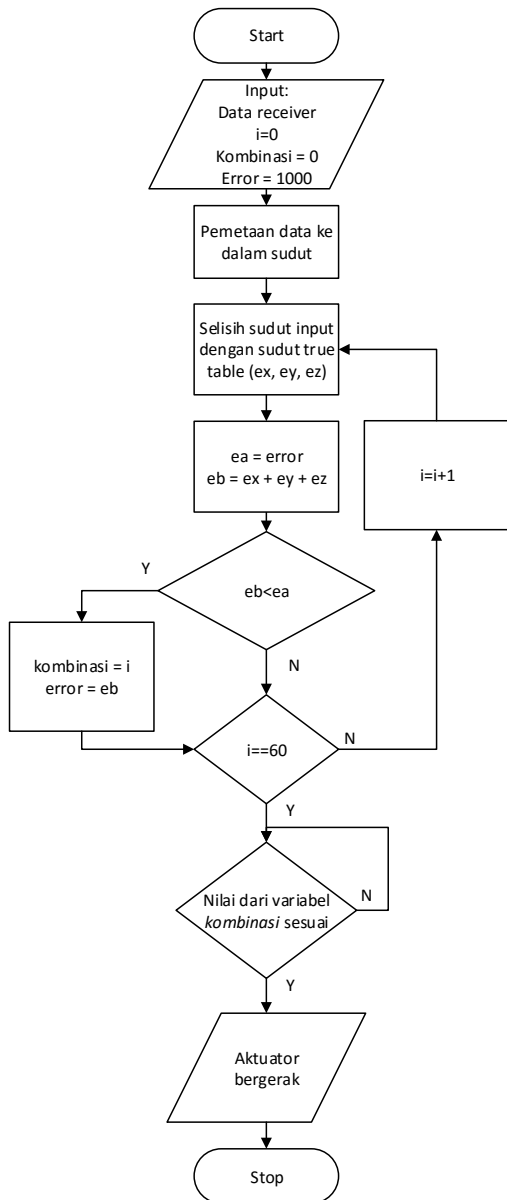 Start
Input:
Data receiver
i=0
Kombinasi = 0
Error = 1000
Pemetaan data ke
dalam sudut
Selisih sudut input
dengan sudut true
table (ex, ey, ez)
ea = error
eb = ex + ey + ez
i=i+1
Y
eb<ea
kombinasi = i
error = eb
N
i==60
N
Y
Nilai dari variabel
kombinasi sesuai
N
Y
Aktuator
bergerak
Stop